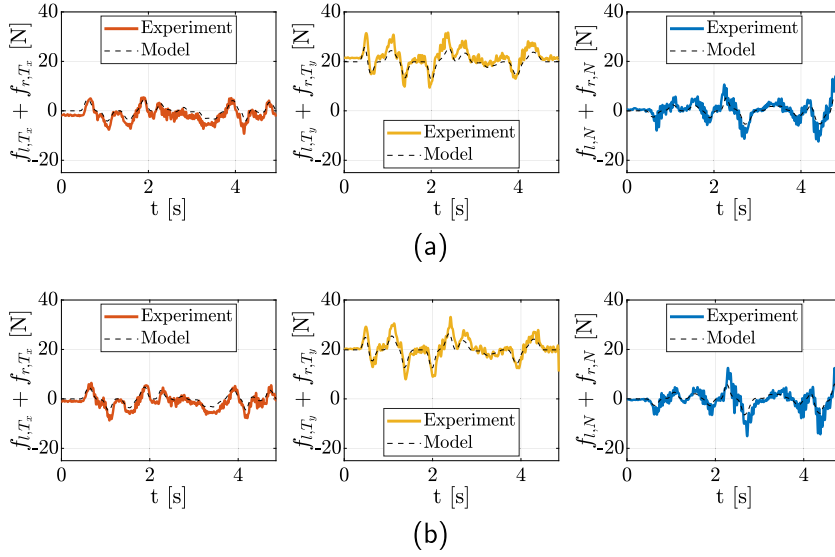 f_{l,T_x} + f_{r,T_x} [N]
40
20
0
-20
Experiment
Model
0 2 4
t [s]
f_{l,T_y} + f_{r,T_y} [N]
40
20
0
-20
Experiment
Model
0 2 4
t [s]
f_{l,N} + f_{r,N} [N]
40
20
0
-20
Experiment
Model
0 2 4
t [s]
(a)
f_{l,T_x} + f_{r,T_x} [N]
40
20
0
-20
Experiment
Model
0 2 4
t [s]
f_{l,T_y} + f_{r,T_y} [N]
40
20
0
-20
Experiment
Model
0 2 4
t [s]
f_{l,N} + f_{r,N} [N]
40
20
0
-20
Experiment
Model
0 2 4
t [s]
(b)